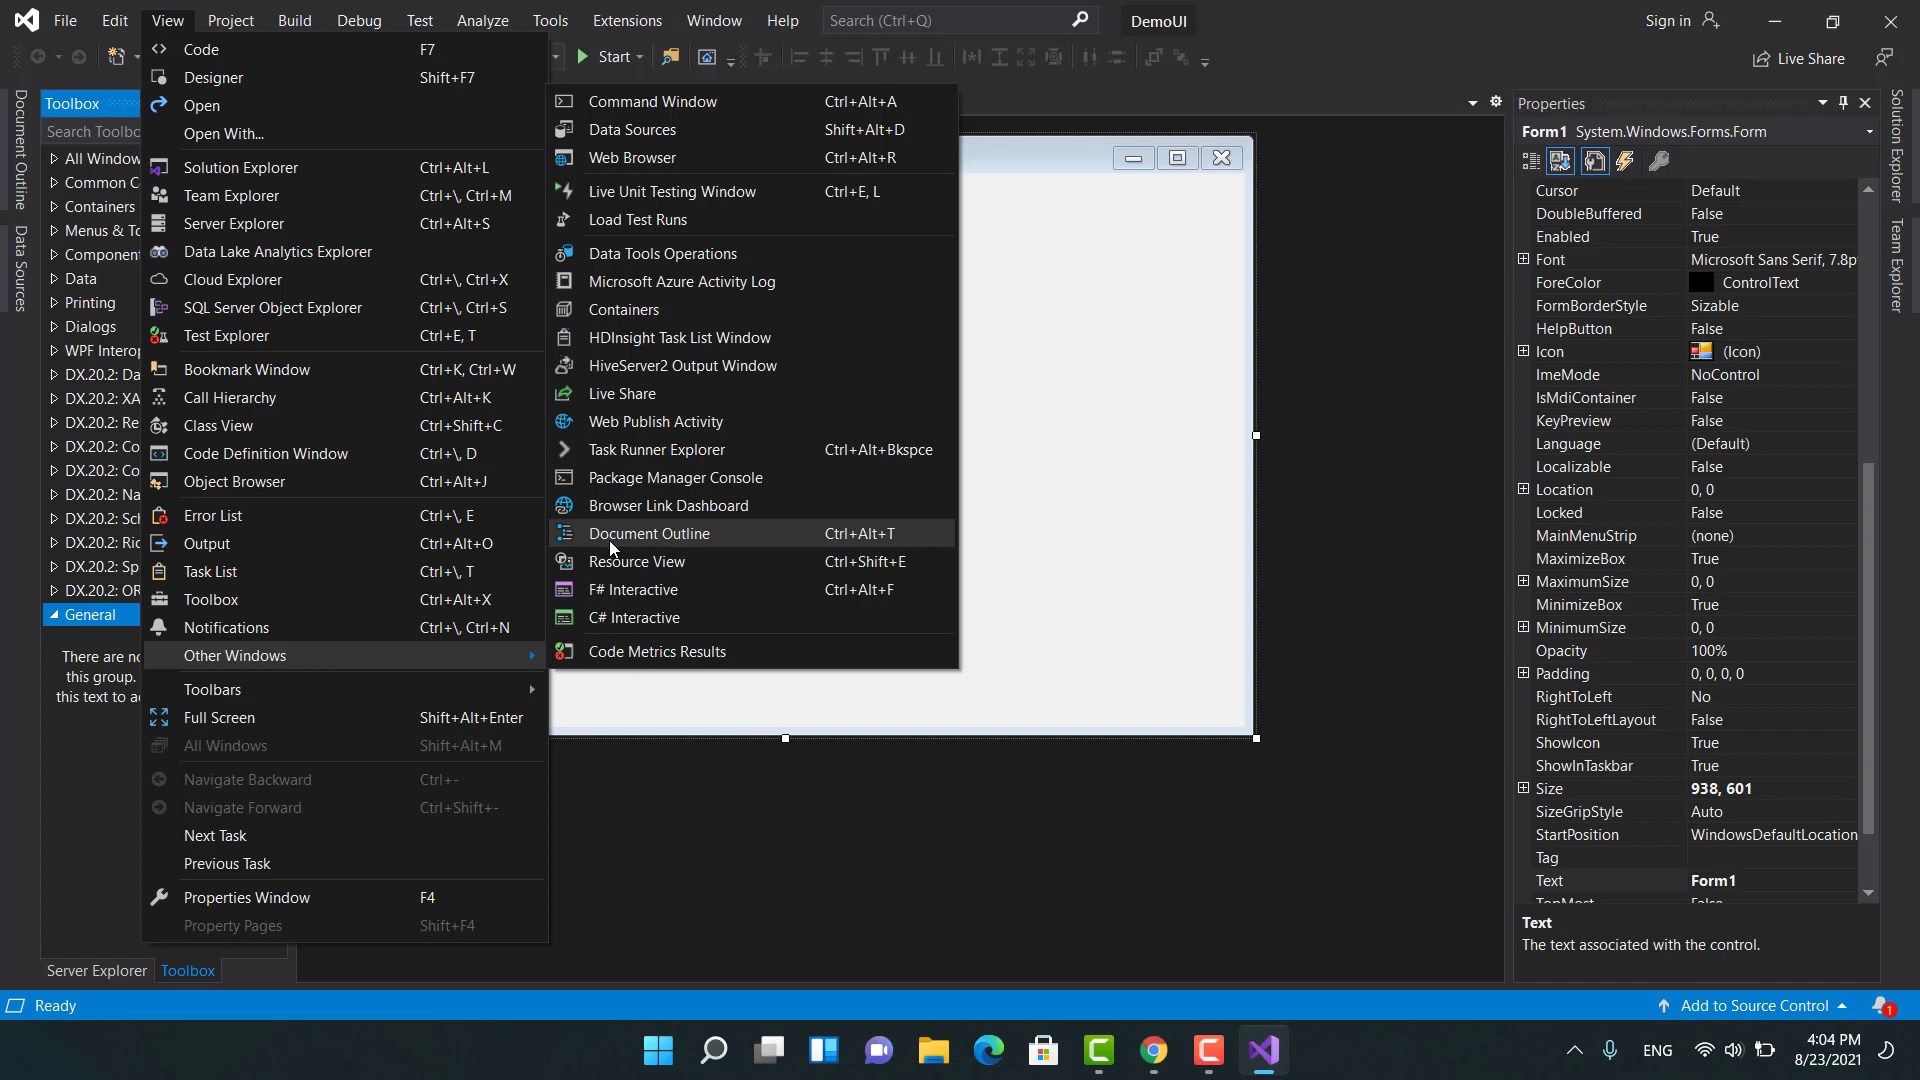 File Edit View Project Build Debug Test Analyze Tools Extensions Window Help Search (Ctrl+Q) DemoUI Sign in
Start Live Share
Document Outline
Data Sources
Toolbox
Search Toolbo
All Window
Common C
Containers
Menus & To
Componen
Data
Printing
Dialogs
WPF Interop
DX.20.2: Da
DX.20.2: XA
DX.20.2: Re
DX.20.2: Co
DX.20.2: Co
DX.20.2: Na
DX.20.2: Scl
DX.20.2: Ric
DX.20.2: Sp
DX.20.2: OR
General
There are no
this group.
this text to ad
Server Explorer Toolbox
Code F7
Designer Shift+F7
Open
Open With...
Solution Explorer Ctrl+Alt+L
Team Explorer Ctrl+\, Ctrl+M
Server Explorer Ctrl+Alt+S
Data Lake Analytics Explorer
Cloud Explorer Ctrl+\, Ctrl+X
SQL Server Object Explorer Ctrl+\, Ctrl+S
Test Explorer Ctrl+E, T
Bookmark Window Ctrl+K, Ctrl+W
Call Hierarchy Ctrl+Alt+K
Class View Ctrl+Shift+C
Code Definition Window Ctrl+\, D
Object Browser Ctrl+Alt+J
Error List Ctrl+\, E
Output Ctrl+Alt+O
Task List Ctrl+\, T
Toolbox Ctrl+Alt+X
Notifications Ctrl+\, Ctrl+N
Other Windows
Toolbars
Full Screen Shift+Alt+Enter
All Windows Shift+Alt+M
Navigate Backward Ctrl+-
Navigate Forward Ctrl+Shift+-
Next Task
Previous Task
Properties Window F4
Property Pages Shift+F4
Command Window Ctrl+Alt+A
Data Sources Shift+Alt+D
Web Browser Ctrl+Alt+R
Live Unit Testing Window Ctrl+E, L
Load Test Runs
Data Tools Operations
Microsoft Azure Activity Log
Containers
HDInsight Task List Window
HiveServer2 Output Window
Live Share
Web Publish Activity
Task Runner Explorer Ctrl+Alt+Bkspce
Package Manager Console
Browser Link Dashboard
Document Outline Ctrl+Alt+T
Resource View Ctrl+Shift+E
F# Interactive Ctrl+Alt+F
C# Interactive
Code Metrics Results
Properties
Form1 System.Windows.Forms.Form
Cursor Default
DoubleBuffered False
Enabled True
Font Microsoft Sans Serif, 7.8p
ForeColor ControlText
FormBorderStyle Sizable
HelpButton False
Icon (Icon)
ImeMode NoControl
IsMdiContainer False
KeyPreview False
Language (Default)
Localizable False
Location 0, 0
Locked False
MainMenuStrip (none)
MaximizeBox True
MaximumSize 0, 0
MinimizeBox True
MinimumSize 0, 0
Opacity 100%
Padding 0, 0, 0, 0
RightToLeft No
RightToLeftLayout False
ShowIcon True
ShowInTaskbar True
Size 938, 601
SizeGripStyle Auto
StartPosition WindowsDefaultLocation
Tag
Text Form1
Text
The text associated with the control.
Solution Explorer
Team Explorer
Ready Add to Source Control 1
ENG 4:04 PM
8/23/2021